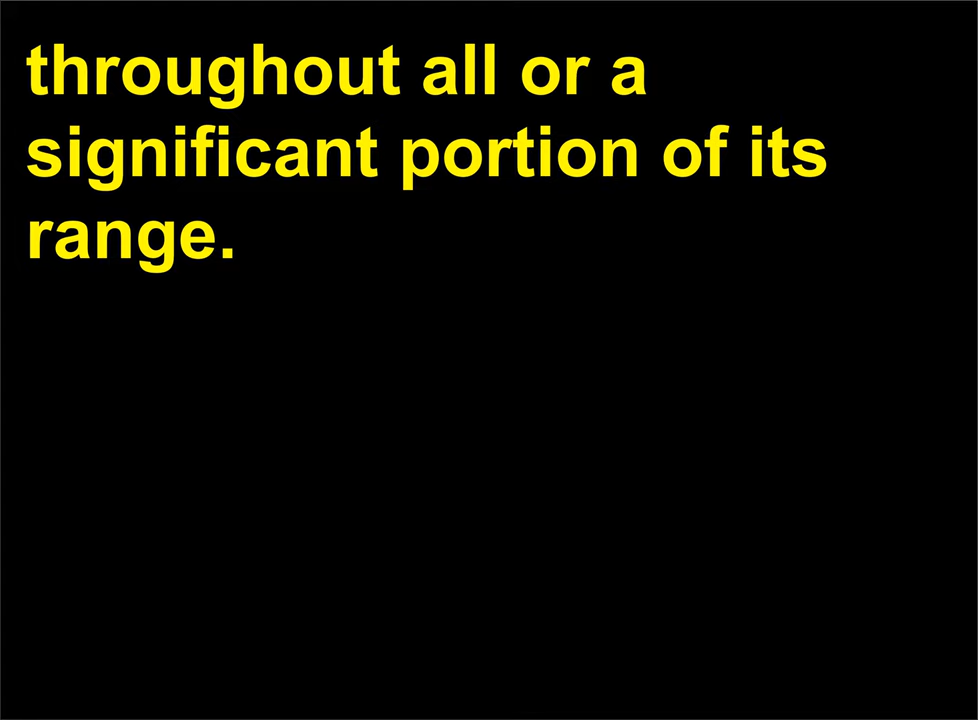 throughout all or a
significant portion of its
range.